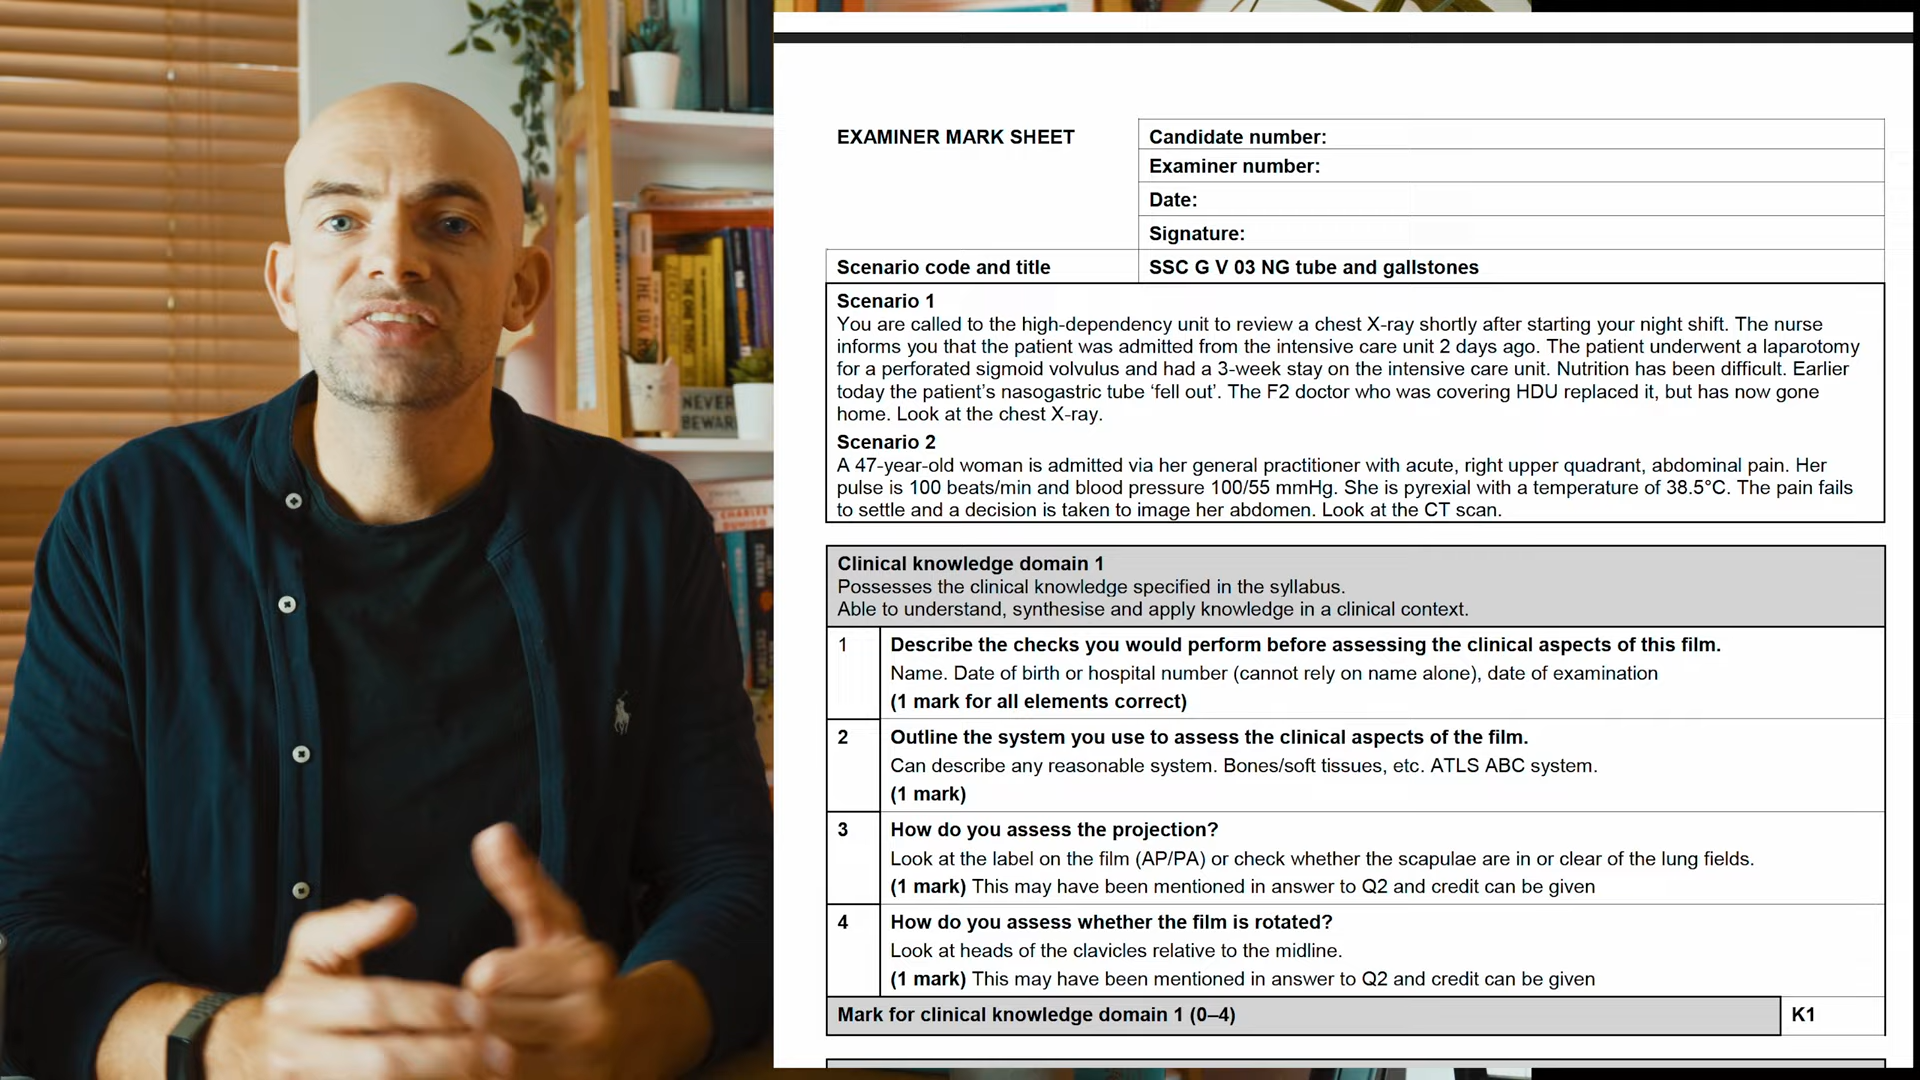 EXAMINER MARK SHEET
Candidate number:
Examiner number:
Date:
Signature:
Scenario code and title
SSC G V 03 NG tube and gallstones
Scenario 1
You are called to the high-dependency unit to review a chest X-ray shortly after starting your night shift. The nurse
informs you that the patient was admitted from the intensive care unit 2 days ago. The patient underwent a laparotomy
for a perforated sigmoid volvulus and had a 3-week stay on the intensive care unit. Nutrition has been difficult. Earlier
today the patient's nasogastric tube ‘fell out’. The F2 doctor who was covering HDU replaced it, but has now gone
home. Look at the chest X-ray.
Scenario 2
A 47-year-old woman is admitted via her general practitioner with acute, right upper quadrant, abdominal pain. Her
pulse is 100 beats/min and blood pressure 100/55 mmHg. She is pyrexial with a temperature of 38.5°C. The pain fails
to settle and a decision is taken to image her abdomen. Look at the CT scan.
Clinical knowledge domain 1
Possesses the clinical knowledge specified in the syllabus.
Able to understand, synthesise and apply knowledge in a clinical context.
1
Describe the checks you would perform before assessing the clinical aspects of this film.
Name. Date of birth or hospital number (cannot rely on name alone), date of examination
(1 mark for all elements correct)
2
Outline the system you use to assess the clinical aspects of the film.
Can describe any reasonable system. Bones/soft tissues, etc. ATLS ABC system.
(1 mark)
3
How do you assess the projection?
Look at the label on the film (AP/PA) or check whether the scapulae are in or clear of the lung fields.
(1 mark) This may have been mentioned in answer to Q2 and credit can be given
4
How do you assess whether the film is rotated?
Look at heads of the clavicles relative to the midline.
(1 mark) This may have been mentioned in answer to Q2 and credit can be given
Mark for clinical knowledge domain 1 (0–4)
K1
NEVER
BEWAR
THE 10X
ZERO
CHARLES
DUHIGG